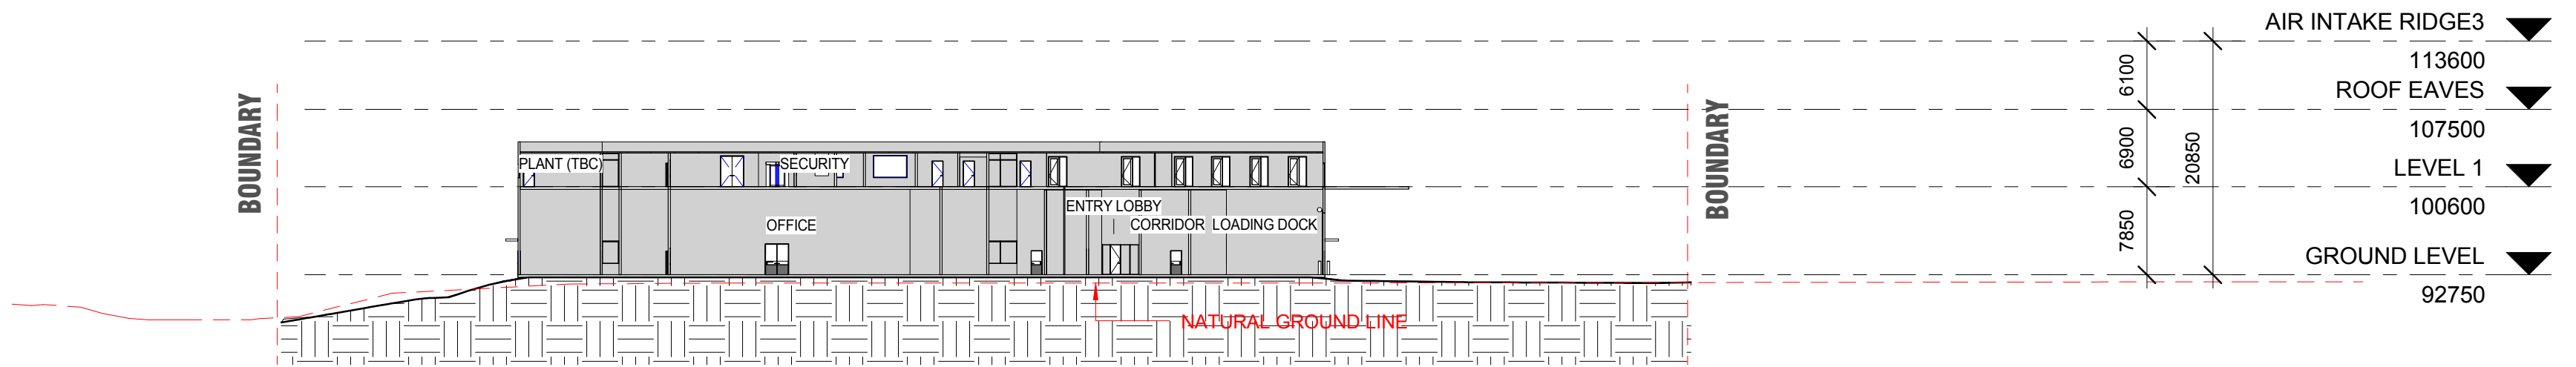 AIR INTAKE RIDGE3
113600
ROOF EAVES
107500
LEVEL 1
100600
GROUND LEVEL
92750
6100
6900
7850
20850
BOUNDARY
BOUNDARY
PLANT (TBC)
SECURITY
OFFICE
ENTRY LOBBY
CORRIDOR
LOADING DOCK
NATURAL GROUND LINE